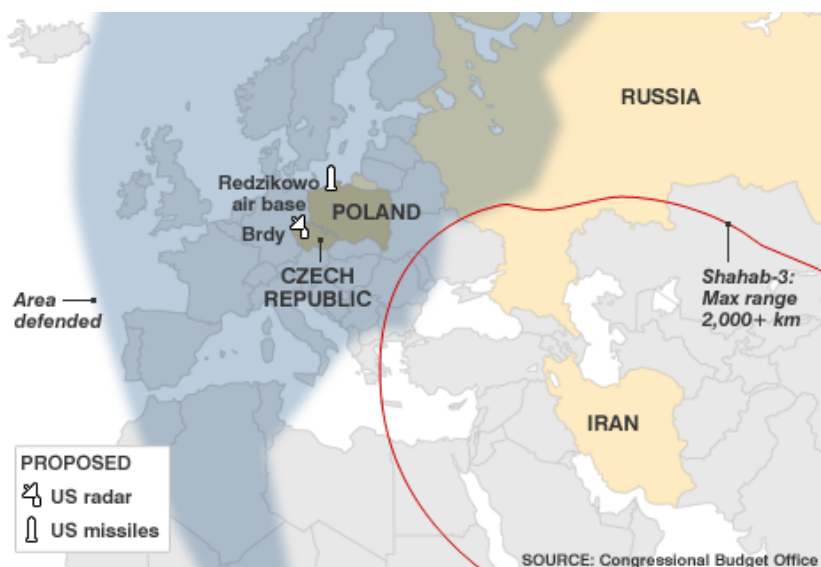 RUSSIA
Redzikowo
air base
POLAND
Brdy
CZECH
REPUBLIC
Area
defended
Shahab-3:
Max range
2,000+ km
IRAN
PROPOSED
US radar
US missiles
SOURCE: Congressional Budget Office